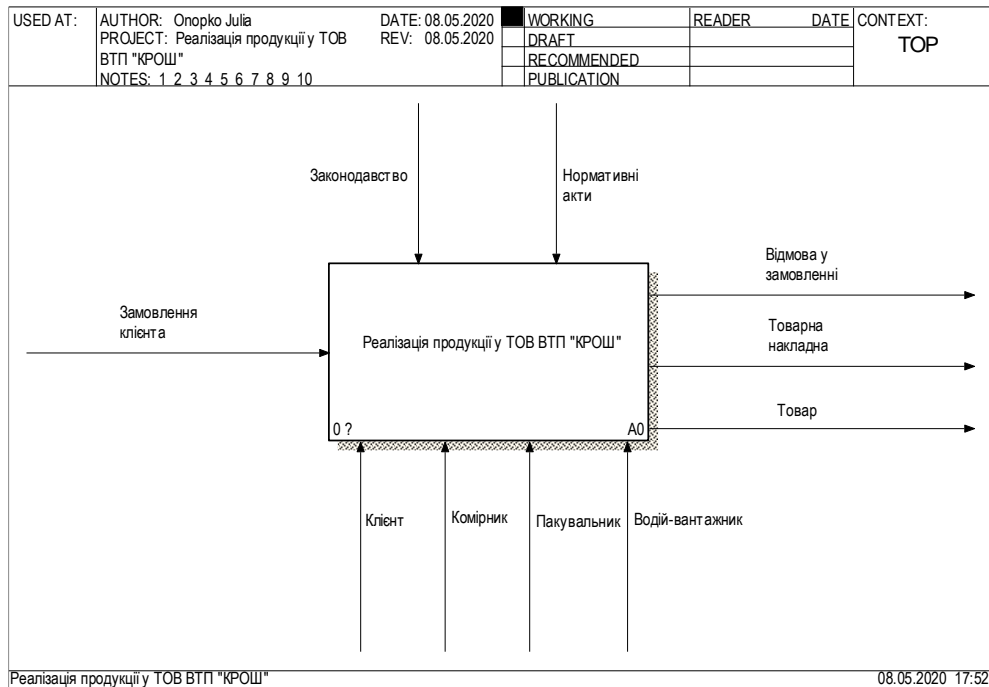 USED AT:
AUTHOR: Onopko Julia
DATE: 08.05.2020
PROJECT: Реалізація продукції у ТОВ
REV: 08.05.2020
ВТП "КРОШ"
NOTES: 1 2 3 4 5 6 7 8 9 10
WORKING
DRAFT
RECOMMENDED
PUBLICATION
READER
DATE
CONTEXT:
TOP
Законодавство
Нормативні
акти
Відмова у
замовленні
Замовлення
клієнта
Товарна
накладна
Реалізація продукції у ТОВ ВТП "КРОШ"
Товар
0 ?
A0
Клієнт
Комірник
Пакувальник
Водій-вантажник
Реалізація продукції у ТОВ ВТП "КРОШ"
08.05.2020 17:52